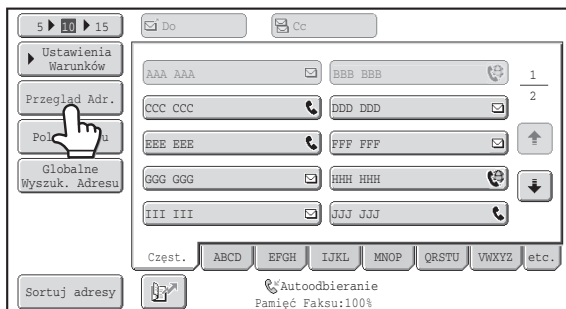 5 10 15
Do
Cc
Ustawienia
Warunków
AAA AAA
BBB BBB
1
2
Przegląd Adr.
CCC CCC
DDD DDD
EEE EEE
FFF FFF
Globalne
Wyszuk. Adresu
GGG GGG
HHH HHH
III III
JJJ JJJ
Częst.
ABCD
EFGH
IJKL
MNOP
QRSTU
VWXYZ
etc.
Sortuj adresy
Autoodbieranie
Pamięć Faksu:100%